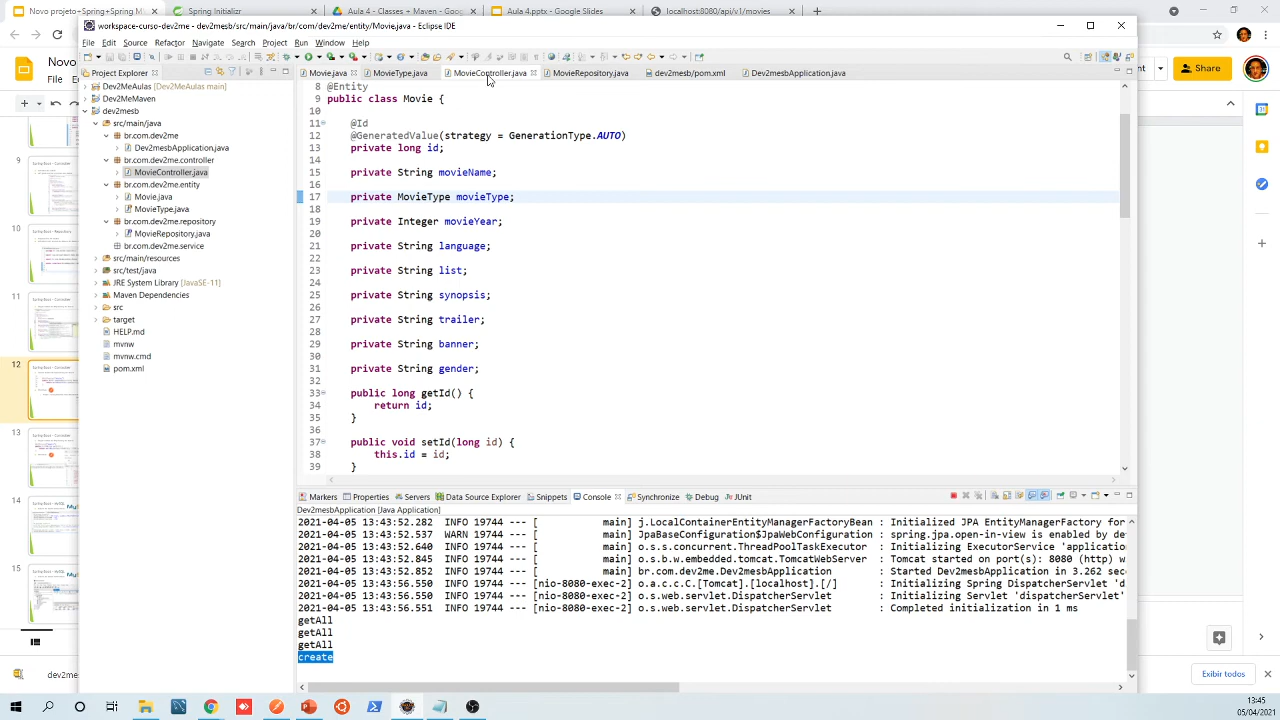 Novo projeto - Prepara
Spring Initializr
Aula 4 - Classes + Maven - Goo
Aula 4.pptx - Google Slides
localhost:8080/api/v1/movies
workspace-curso-dev2me - dev2mesb/src/main/java/br/com/dev2me/entity/Movie.java - Eclipse IDE
File Edit Source Refactor Navigate Search Project Run Window Help
Share
Project Explorer
Movie.java MovieType.java MovieController.java MovieRepository.java dev2mesb/pom.xml Dev2mesbApplication.java
Dev2MeAulas [Dev2MeAulas main]
Dev2MeMaven
dev2mesb
src/main/java
br.com.dev2me
Dev2mesbApplication.java
br.com.dev2me.controller
MovieController.java
br.com.dev2me.entity
Movie.java
MovieType.java
br.com.dev2me.repository
MovieRepository.java
br.com.dev2me.service
src/main/resources
src/test/java
JRE System Library [JavaSE-11]
Maven Dependencies
src
target
HELP.md
mvnw
mvnw.cmd
pom.xml
8 @Entity
9 public class Movie {
10
11 @Id
12 @GeneratedValue(strategy = GenerationType.AUTO)
13 private long id;
14
15 private String movieName;
16
17 private MovieType movieType;
18
19 private Integer movieYear;
20
21 private String language;
22
23 private String list;
24
25 private String synopsis;
26
27 private String trailer;
28
29 private String banner;
30
31 private String gender;
32
33 public long getId() {
34 return id;
35 }
36
37 public void setId(long id) {
38 this.id = id;
39 }
9
10
11
12
13
14
15
Markers Properties Servers Data Source Explorer Snippets Console Synchronize Debug JUnit
Dev2mesbApplication [Java Application]
2021-04-05 13:43:52.282 INFO 19744 --- [ main] j.LocalContainerEntityManagerFactoryBean : Initialized JPA EntityManagerFactory for
2021-04-05 13:43:52.537 WARN 19744 --- [ main] JpaBaseConfiguration$JpaWebConfiguration : spring.jpa.open-in-view is enabled by de
2021-04-05 13:43:52.640 INFO 19744 --- [ main] o.s.s.concurrent.ThreadPoolTaskExecutor : Initializing ExecutorService 'applicatio
2021-04-05 13:43:52.852 INFO 19744 --- [ main] o.s.b.w.embedded.tomcat.TomcatWebServer : Tomcat started on port(s): 8080 (http) w
2021-04-05 13:43:52.852 INFO 19744 --- [ main] br.com.dev2me.Dev2mesbApplication : Started Dev2mesbApplication in 3.262 sec
2021-04-05 13:43:56.550 INFO 19744 --- [nio-8080-exec-2] o.a.c.c.C.[Tomcat].[localhost].[/] : Initializing Spring DispatcherServlet 'd
2021-04-05 13:43:56.550 INFO 19744 --- [nio-8080-exec-2] o.s.web.servlet.DispatcherServlet : Initializing Servlet 'dispatcherServlet'
2021-04-05 13:43:56.551 INFO 19744 --- [nio-8080-exec-2] o.s.web.servlet.DispatcherServlet : Completed initialization in 1 ms
getAll
getAll
getAll
create
dev2mes
Exibir todos
13:45
05/04/2021